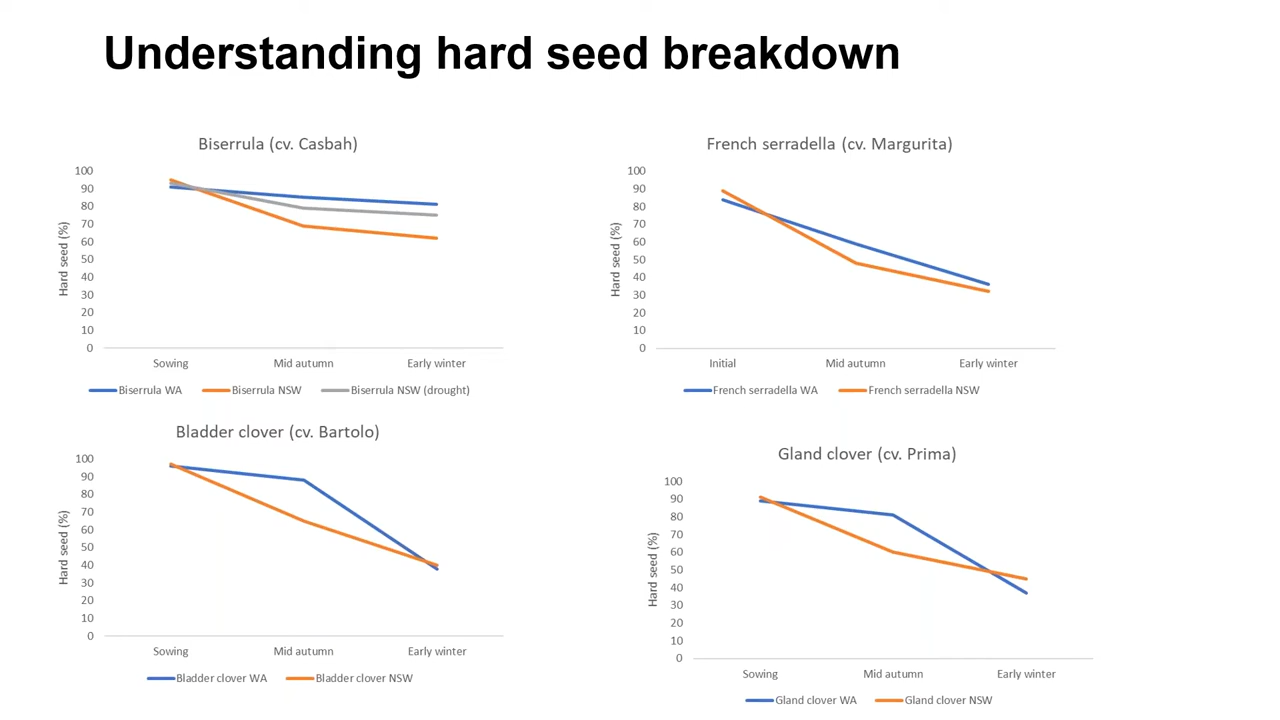 Understanding hard seed breakdown
Biserrula (cv. Casbah)
100
90
80
70
60
50
40
30
20
10
0
Hard seed (%)
Sowing Mid autumn Early winter
Biserrula WA Biserrula NSW Biserrula NSW (drought)
French serradella (cv. Margurita)
100
90
80
70
60
50
40
30
20
10
0
Hard seed (%)
Initial Mid autumn Early winter
French serradella WA French serradella NSW
Bladder clover (cv. Bartolo)
100
90
80
70
60
50
40
30
20
10
0
Hard seed (%)
Sowing Mid autumn Early winter
Bladder clover WA Bladder clover NSW
Gland clover (cv. Prima)
100
90
80
70
60
50
40
30
20
10
0
Hard seed (%)
Sowing Mid autumn Early winter
Gland clover WA Gland clover NSW